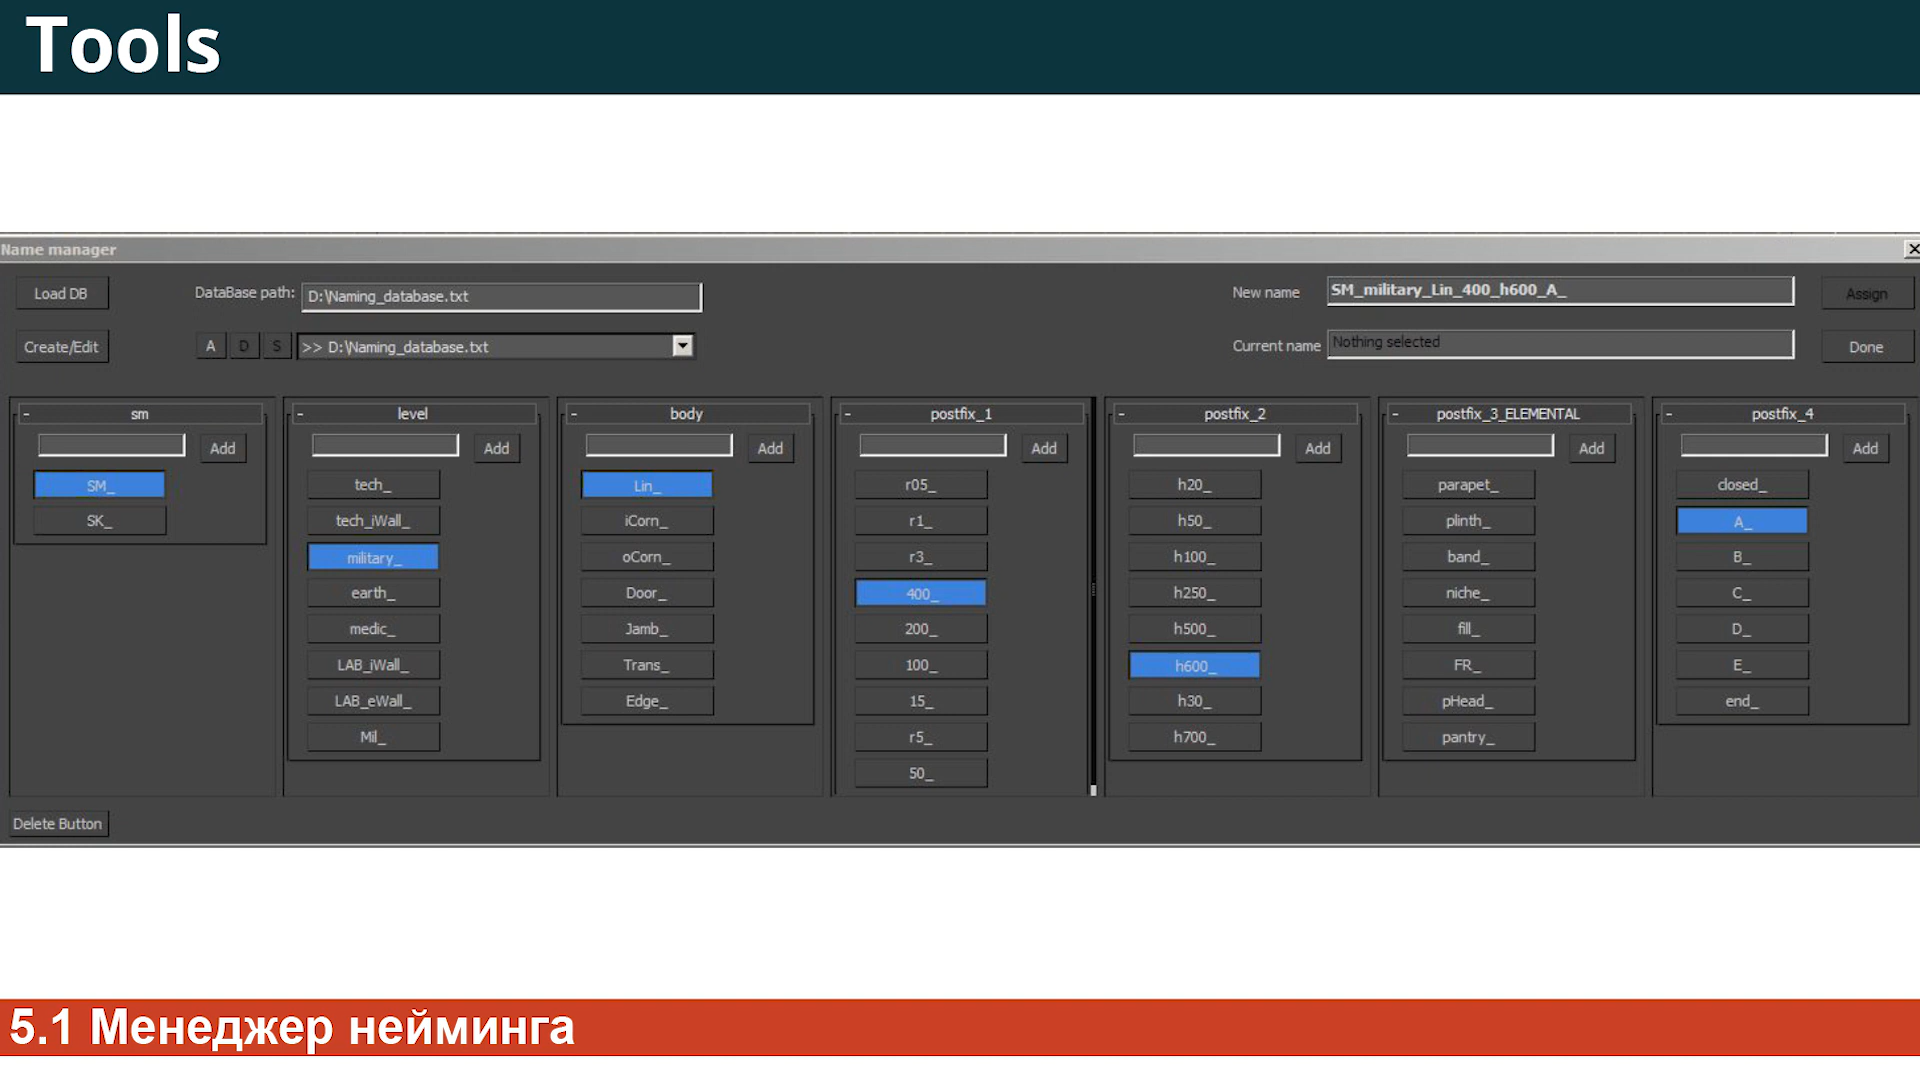 Tools
Name manager
Load DB
DataBase path: D:\Naming_database.txt
New name SM_military_Lin_400_h600_A_
Assign
Create/Edit
A D S >> D:\Naming_database.txt
Current name Nothing selected
Done
- sm
Add
SM_
SK_
- level
Add
tech_
tech_iWall_
military_
earth_
medic_
LAB_iWall_
LAB_eWall_
Mil_
- body
Add
Lin_
iCorn_
oCorn_
Door_
Jamb_
Trans_
Edge_
- postfix_1
Add
r05_
r1_
r3_
400_
200_
100_
15_
r5_
50_
- postfix_2
Add
h20_
h50_
h100_
h250_
h500_
h600_
h30_
h700_
- postfix_3_ELEMENTAL
Add
parapet_
plinth_
band_
niche_
fill_
FR_
pHead_
pantry_
- postfix_4
Add
closed_
A_
B_
C_
D_
E_
end_
Delete Button
5.1 Менеджер нейминга